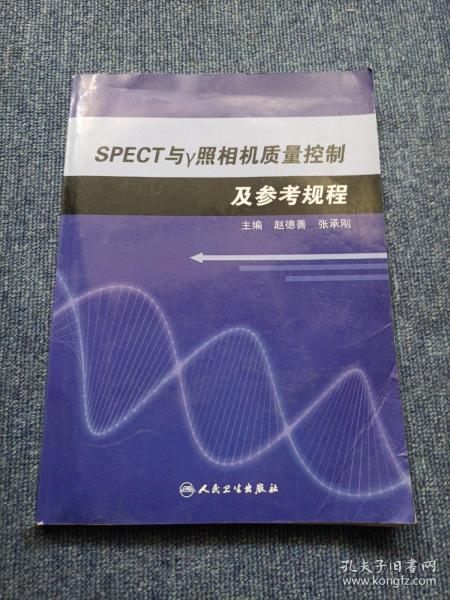 SPECT与γ照相机质量控制
及参考规程
主编 赵德善 张承刚
人民卫生出版社
孔夫子旧书网
www.kongfz.com